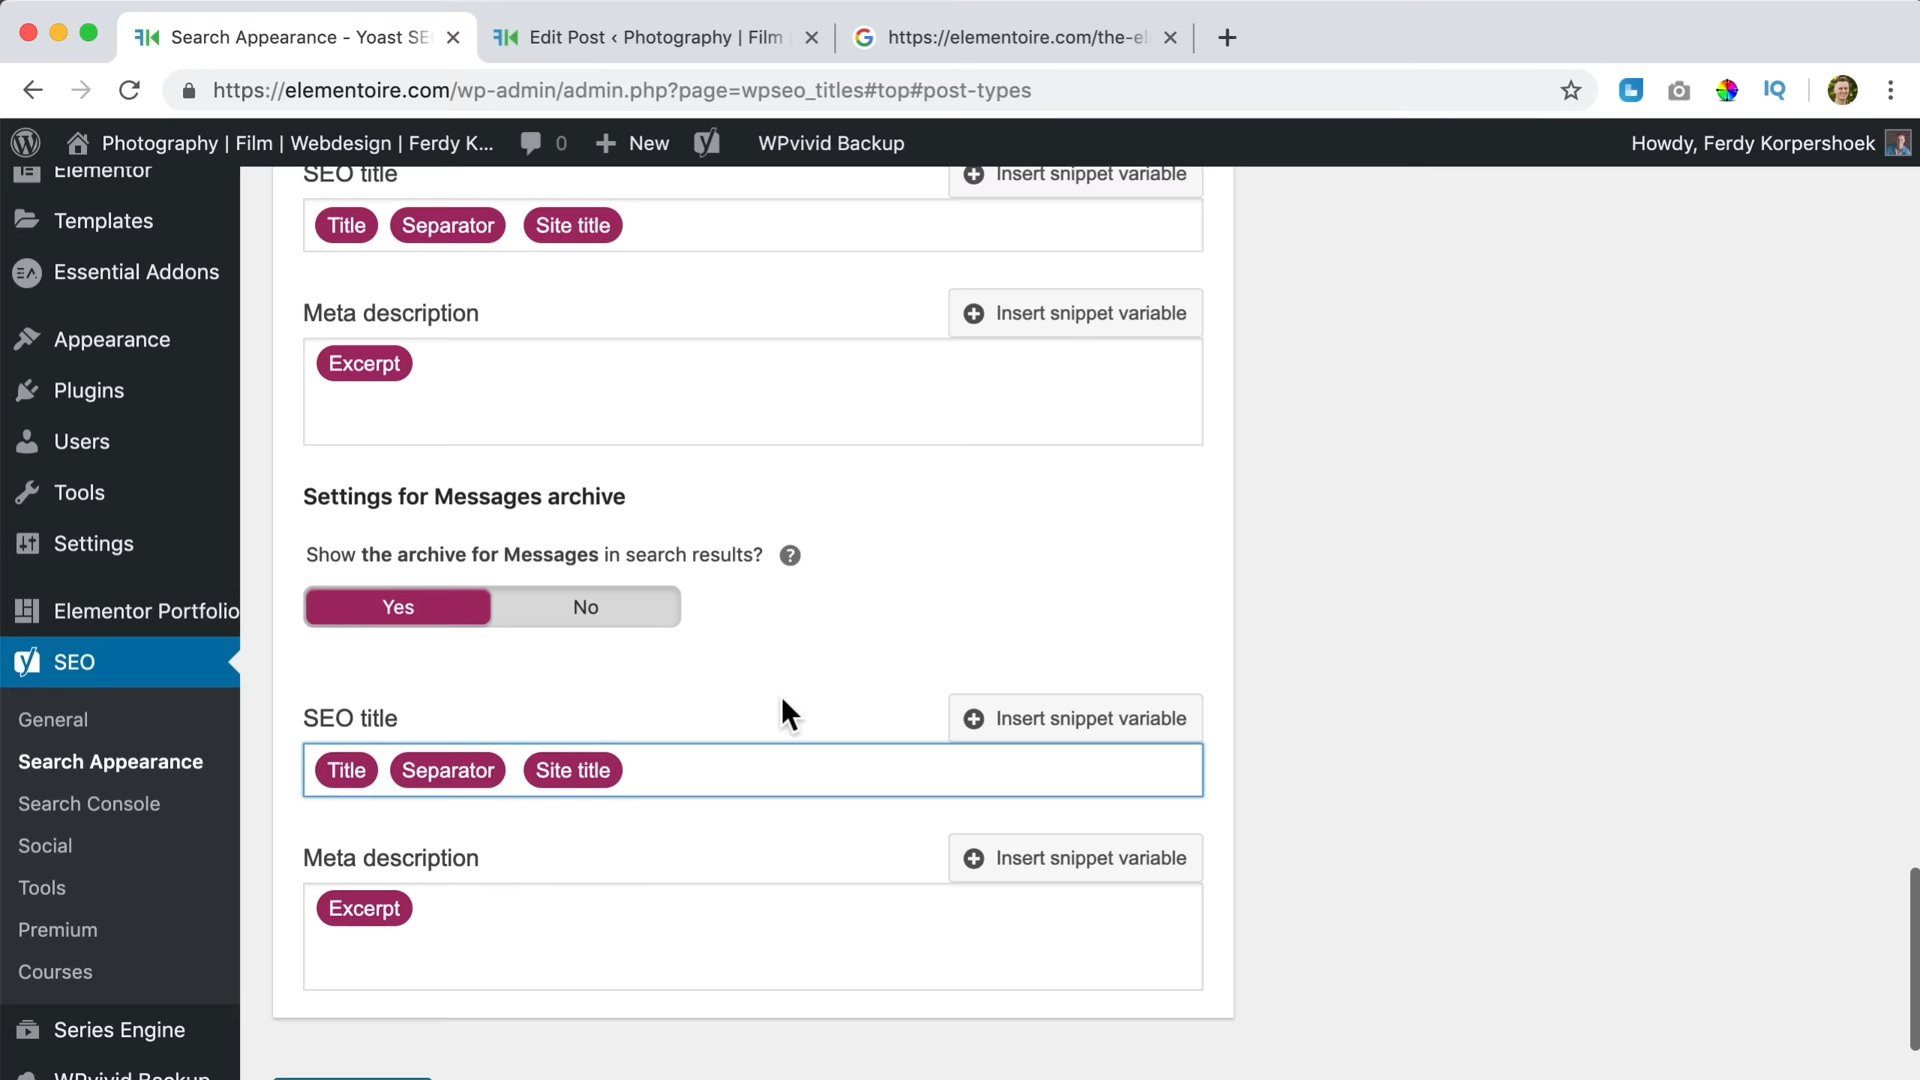 Search Appearance - Yoast SE
Edit Post ‹ Photography | Film
https://elementoire.com/the-el
https://elementoire.com/wp-admin/admin.php?page=wpseo_titles#top#post-types
IQ
Photography | Film | Webdesign | Ferdy K...
0
New
WPvivid Backup
Howdy, Ferdy Korpershoek
Elementor
Templates
Essential Addons
Appearance
Plugins
Users
Tools
Settings
Elementor Portfolio
SEO
General
Search Appearance
Search Console
Social
Tools
Premium
Courses
Series Engine
WPvivid Backup
SEO title
Insert snippet variable
Title Separator Site title
Meta description
Insert snippet variable
Excerpt
Settings for Messages archive
Show the archive for Messages in search results? ?
Yes No
SEO title
Insert snippet variable
Title Separator Site title
Meta description
Insert snippet variable
Excerpt